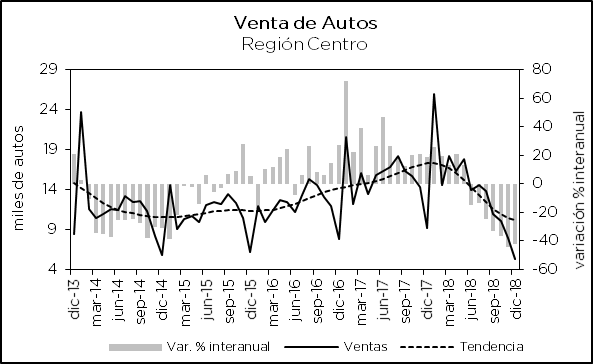 Venta de Autos
Región Centro
miles de autos
29
24
19
14
9
4
80
60
40
20
0
-20
-40
-60
variación % interanual
dic-13
mar-14
jun-14
sep-14
dic-14
mar-15
jun-15
sep-15
dic-15
mar-16
jun-16
sep-16
dic-16
mar-17
jun-17
sep-17
dic-17
mar-18
jun-18
sep-18
dic-18
Var. % interanual
Ventas
Tendencia